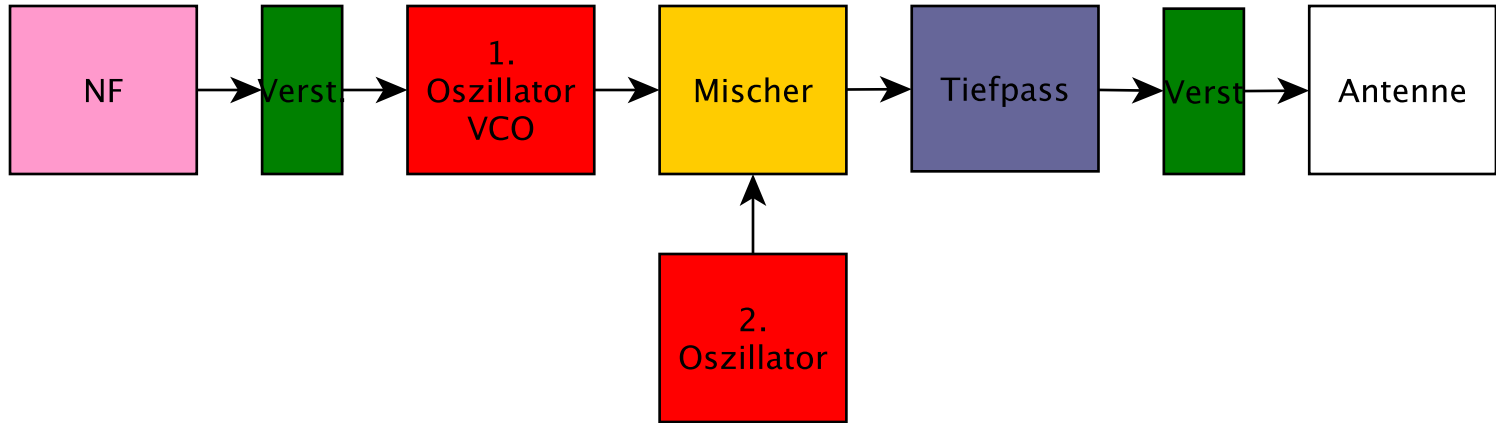 NF
Verst.
1.
Oszillator
VCO
Mischer
Tiefpass
Verst
Antenne
2.
Oszillator